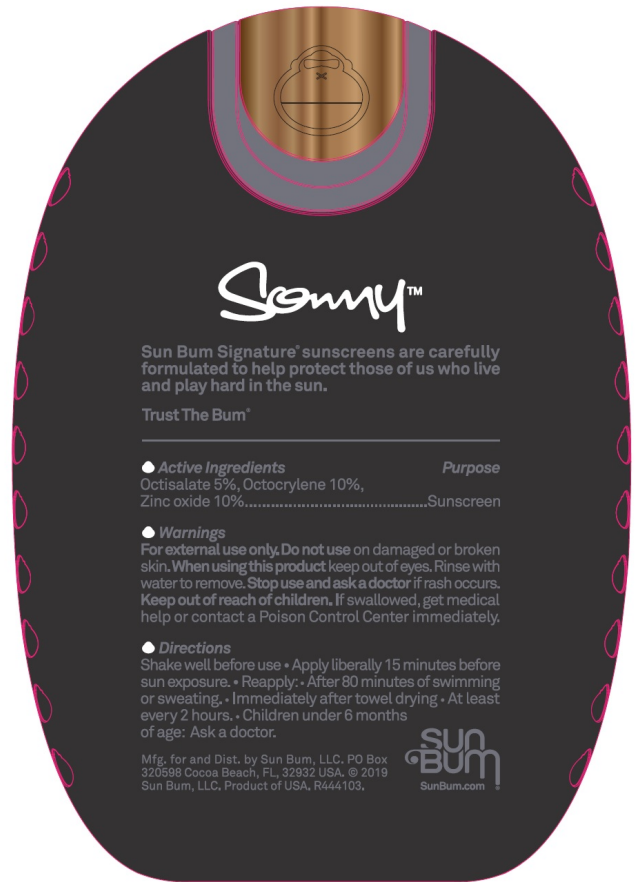 Sonny™
Sun Bum Signature® sunscreens are carefully
formulated to help protect those of us who live
and play hard in the sun.
Trust The Bum®
Active Ingredients Purpose
Octisalate 5%, Octocrylene 10%,
Zinc oxide 10%..........................................Sunscreen
Warnings
For external use only. Do not use on damaged or broken
skin. When using this product keep out of eyes. Rinse with
water to remove. Stop use and ask a doctor if rash occurs.
Keep out of reach of children. If swallowed, get medical
help or contact a Poison Control Center immediately.
Directions
Shake well before use • Apply liberally 15 minutes before
sun exposure. • Reapply: • After 80 minutes of swimming
or sweating. • Immediately after towel drying • At least
every 2 hours. • Children under 6 months
of age: Ask a doctor.
Mfg. for and Dist. by Sun Bum, LLC. PO Box
320598 Cocoa Beach, FL, 32932 USA. © 2019
Sun Bum, LLC. Product of USA. R444103.
SUN
BUM®
SunBum.com